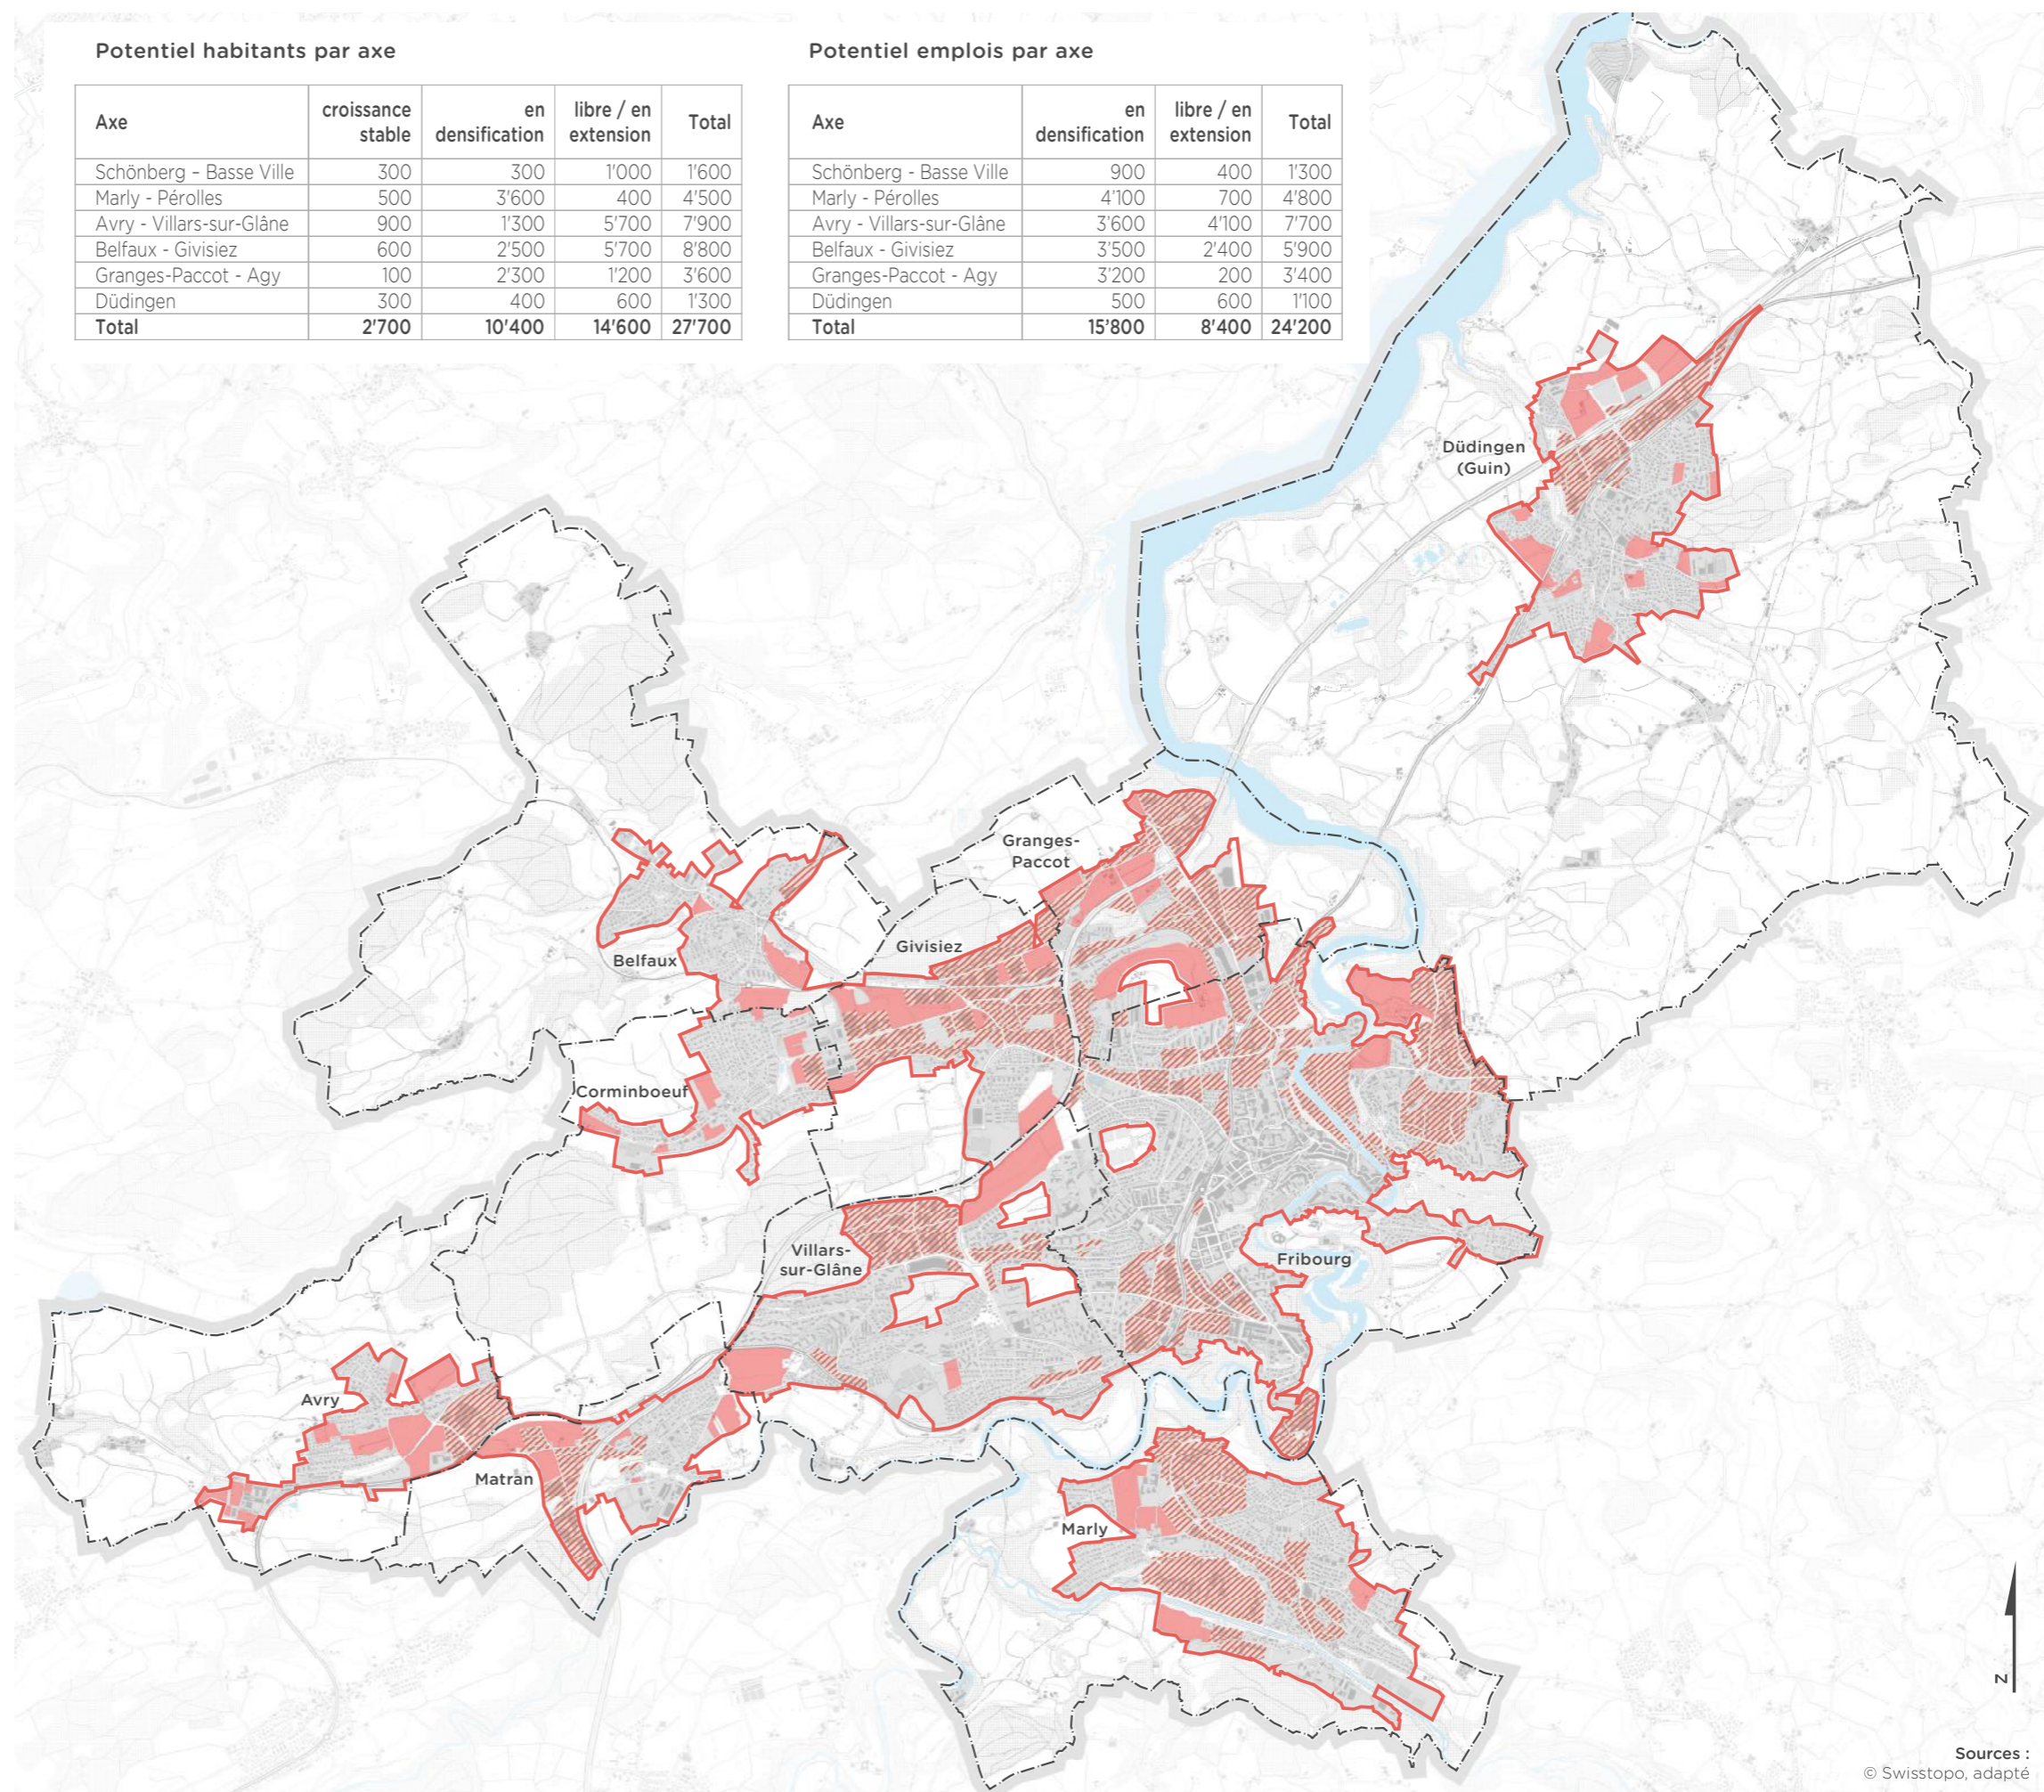 Potentiel habitants par axe
Axe croissance stable en densification libre / en extension Total
Schönberg - Basse Ville 300 300 1'000 1'600
Marly - Pérolles 500 3'600 400 4'500
Avry - Villars-sur-Glâne 900 1'300 5'700 7'900
Belfaux - Givisiez 600 2'500 5'700 8'800
Granges-Paccot - Agy 100 2'300 1'200 3'600
Düdingen 300 400 600 1'300
Total 2'700 10'400 14'600 27'700
Potentiel emplois par axe
Axe en densification libre / en extension Total
Schönberg - Basse Ville 900 400 1'300
Marly - Pérolles 4'100 700 4'800
Avry - Villars-sur-Glâne 3'600 4'100 7'700
Belfaux - Givisiez 3'500 2'400 5'900
Granges-Paccot - Agy 3'200 200 3'400
Düdingen 500 600 1'100
Total 15'800 8'400 24'200
Düdingen
(Guin)
Granges-
Paccot
Givisiez
Belfaux
Corminboeuf
Villars-
sur-Glâne
Fribourg
Avry
Matran
Marly
N
Sources :
© Swisstopo, adapté